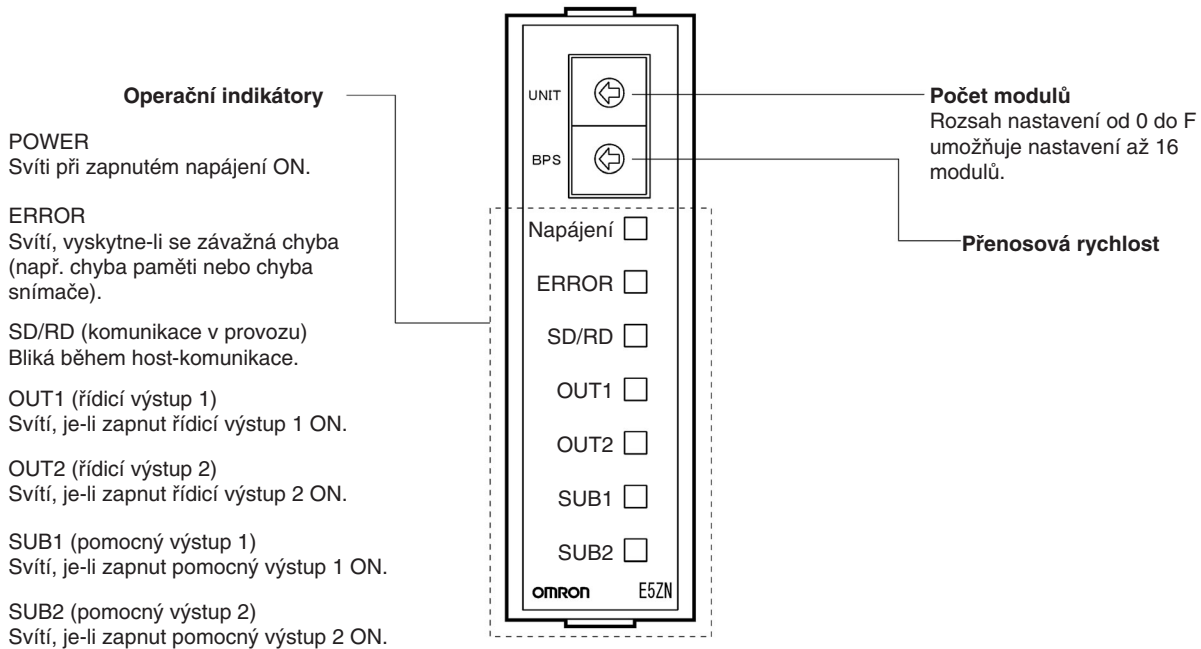 Operační indikátory
POWER
Svíti při zapnutém napájení ON.
ERROR
Svítí, vyskytne-li se závažná chyba
(např. chyba paměti nebo chyba
snímače).
SD/RD (komunikace v provozu)
Bliká během host-komunikace.
OUT1 (řídicí výstup 1)
Svítí, je-li zapnut řídicí výstup 1 ON.
OUT2 (řídicí výstup 2)
Svítí, je-li zapnut řídicí výstup 2 ON.
SUB1 (pomocný výstup 1)
Svítí, je-li zapnut pomocný výstup 1 ON.
SUB2 (pomocný výstup 2)
Svítí, je-li zapnut pomocný výstup 2 ON.
UNIT
BPS
Napájení
ERROR
SD/RD
OUT1
OUT2
SUB1
SUB2
OMRON E5ZN
Počet modulů
Rozsah nastavení od 0 do F
umožňuje nastavení až 16
modulů.
Přenosová rychlost